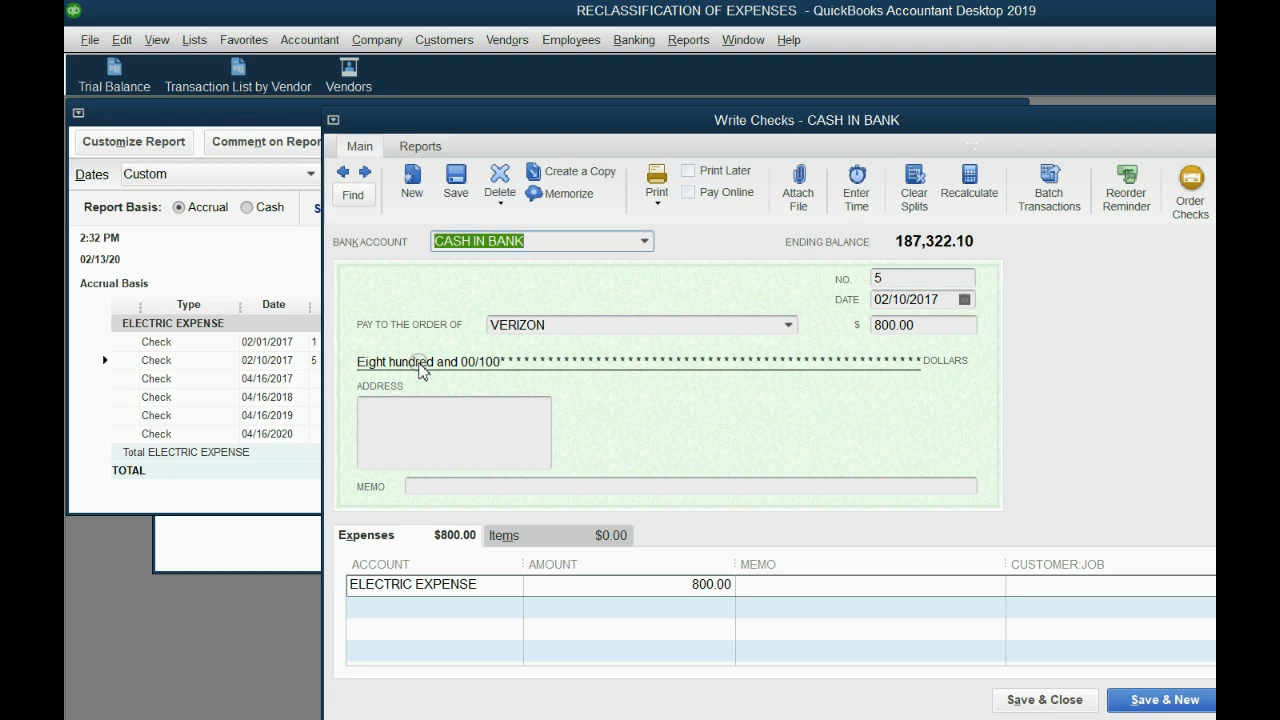 RECLASSIFICATION OF EXPENSES - QuickBooks Accountant Desktop 2019
File Edit View Lists Favorites Accountant Company Customers Vendors Employees Banking Reports Window Help
Trial Balance Transaction List by Vendor Vendors
Write Checks - CASH IN BANK
Customize Report Comment on Repor
Main Reports
Dates Custom
Find New Save Delete Create a Copy Memorize Print Print Later Pay Online Attach File Enter Time Clear Splits Recalculate Batch Transactions Reorder Reminder Order Checks
Report Basis: Accrual Cash S
2:32 PM
02/13/20
Accrual Basis
BANK ACCOUNT CASH IN BANK ENDING BALANCE 187,322.10
NO. 5
DATE 02/10/2017
PAY TO THE ORDER OF VERIZON $ 800.00
Eight hundred and 00/100* * * * * * * * * * * * * * * * * * * * * * * * * * * * * * * * * * * * * * * * * * * * * * * * * * * * * DOLLARS
ADDRESS
MEMO
Type Date
ELECTRIC EXPENSE
Check 02/01/2017 1
Check 02/10/2017 5
Check 04/16/2017
Check 04/16/2018
Check 04/16/2019
Check 04/16/2020
Total ELECTRIC EXPENSE
TOTAL
Expenses $800.00 Items $0.00
ACCOUNT AMOUNT MEMO CUSTOMER:JOB
ELECTRIC EXPENSE 800.00
Save & Close Save & New